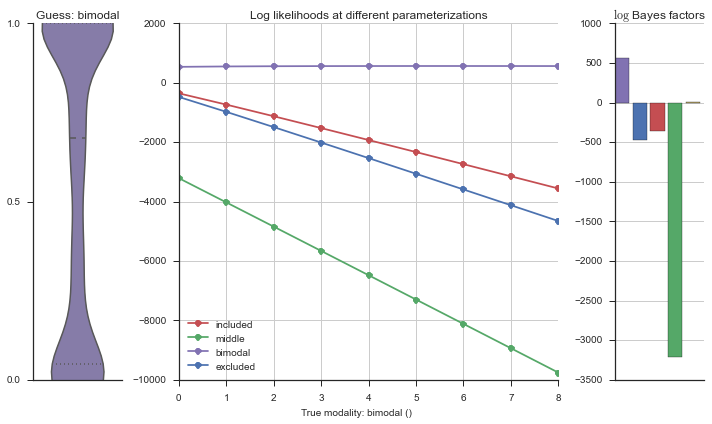 Guess: bimodal
1.0
0.5
0.0
Log likelihoods at different parameterizations
2000
0
−2000
−4000
−6000
−8000
−10000
included
middle
bimodal
excluded
0 1 2 3 4 5 6 7 8
True modality: bimodal ()
log Bayes factors
1000
500
0
−500
−1000
−1500
−2000
−2500
−3000
−3500